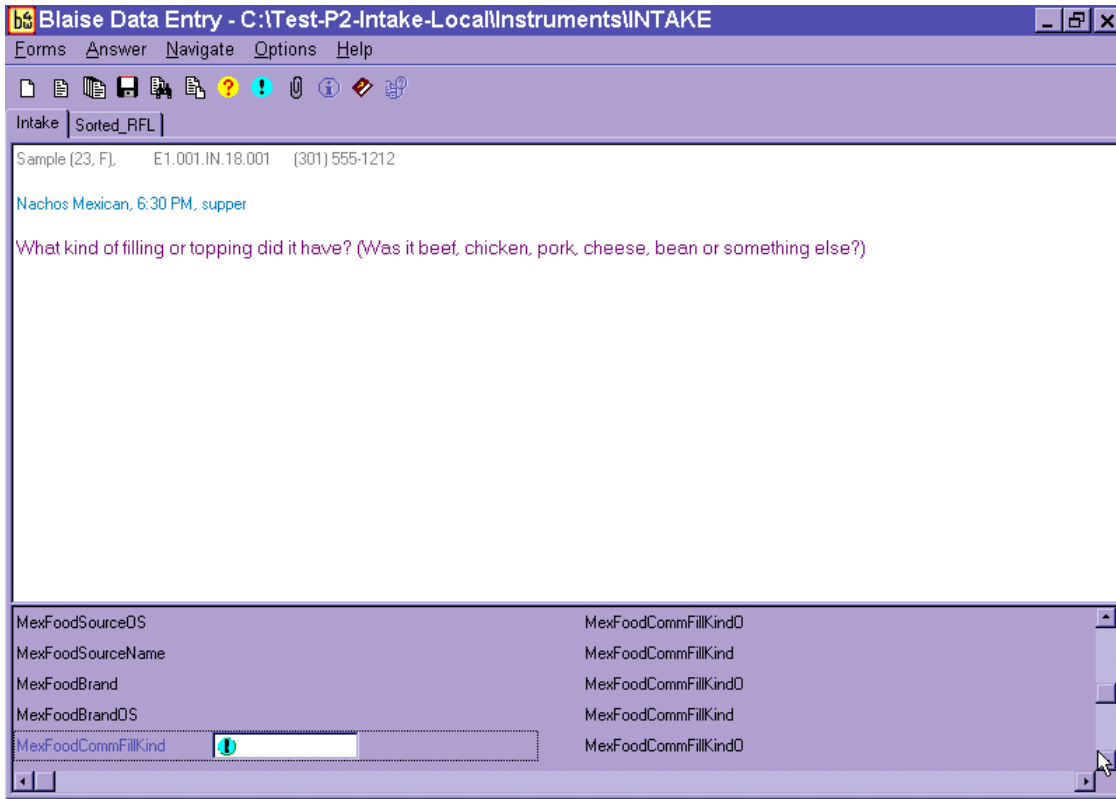 Blaise Data Entry - C:\Test-P2-Intake-Local\Instruments\INTAKE
Forms Answer Navigate Options Help
Intake Sorted_RFL
Sample (23, F), E1.001.IN.18.001 (301) 555-1212
Nachos Mexican, 6:30 PM, supper
What kind of filling or topping did it have? (Was it beef, chicken, pork, cheese, bean or something else?)
MexFoodSourceOS MexFoodCommFillKindO
MexFoodSourceName MexFoodCommFillKind
MexFoodBrand MexFoodCommFillKindO
MexFoodBrandOS MexFoodCommFillKind
MexFoodCommFillKind MexFoodCommFillKindO